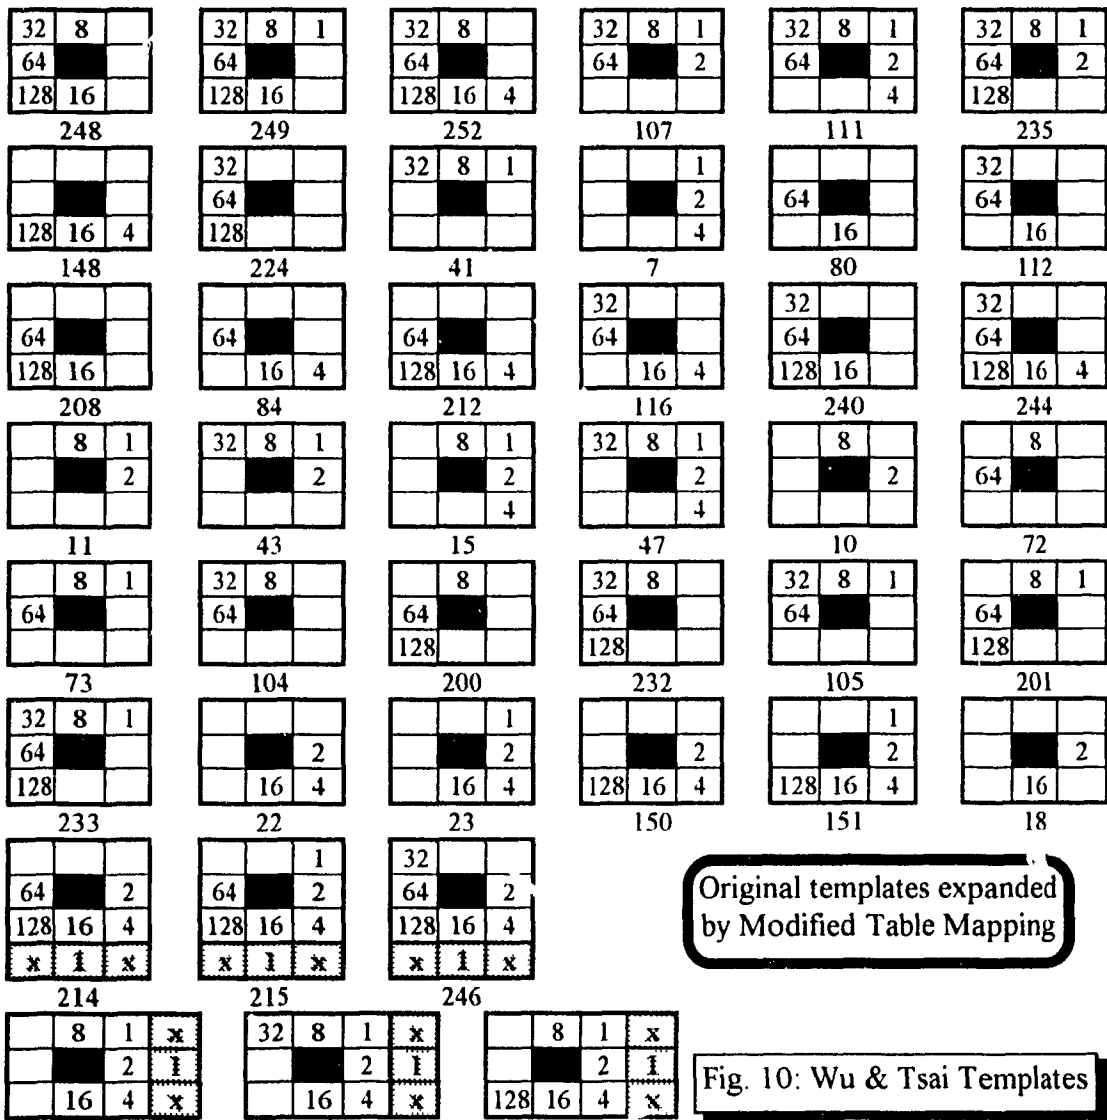 32 8 32 8 1 32 8 32 8 1 32 8 1 32 8 1
64 64 64 64 2 64 2 64 2
128 16 128 16 128 16 4 4 128
248 249 252 107 111 235
32 32 8 1 1 32
64 2 64 64
128 16 4 128 4 16 16
148 224 41 7 80 112
32 32 32
64 64 64 64 64 64
128 16 16 4 128 16 4 16 4 128 16 128 16 4
208 84 212 116 240 244
8 1 32 8 1 8 1 32 8 1 8 8
2 2 2 2 2 64
4 4
11 43 15 47 10 72
8 1 32 8 8 32 8 32 8 1 8 1
64 64 64 64 64 64
128 128 128
73 104 200 232 105 201
32 8 1 1 1
64 2 2 2 2 2
128 16 4 16 4 128 16 4 128 16 4 16
233 22 23 150 151 18
1 32
64 2 64 2 64 2
128 16 4 128 16 4 128 16 4
x 1 x x 1 x x 1 x
214 215 246
Original templates expanded
by Modified Table Mapping
8 1 x 32 8 1 x 8 1 x
2 1 2 1 2 1
16 4 x 16 4 x 128 16 4 x
Fig. 10: Wu & Tsai Templates